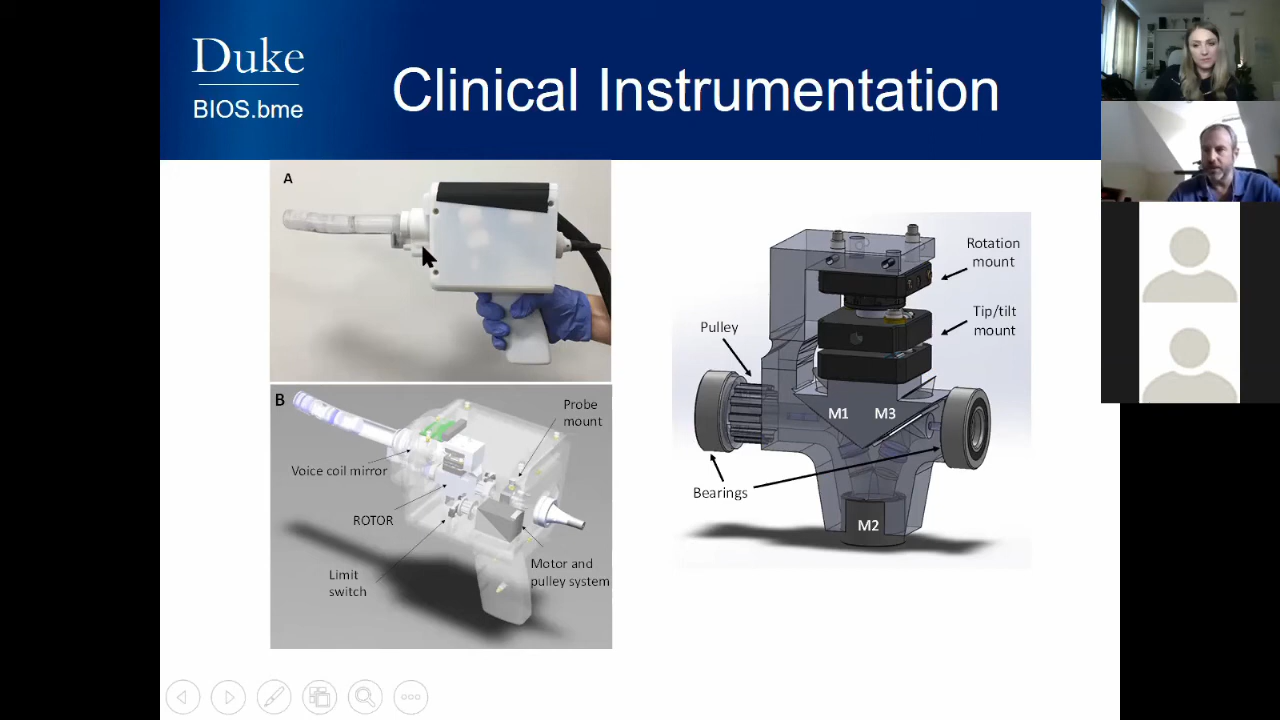 Duke
BIOS.bme
Clinical Instrumentation
A
B
Probe
mount
Voice coil mirror
ROTOR
Limit
switch
Motor and
pulley system
Rotation
mount
Tip/tilt
mount
Pulley
M1
M3
Bearings
M2